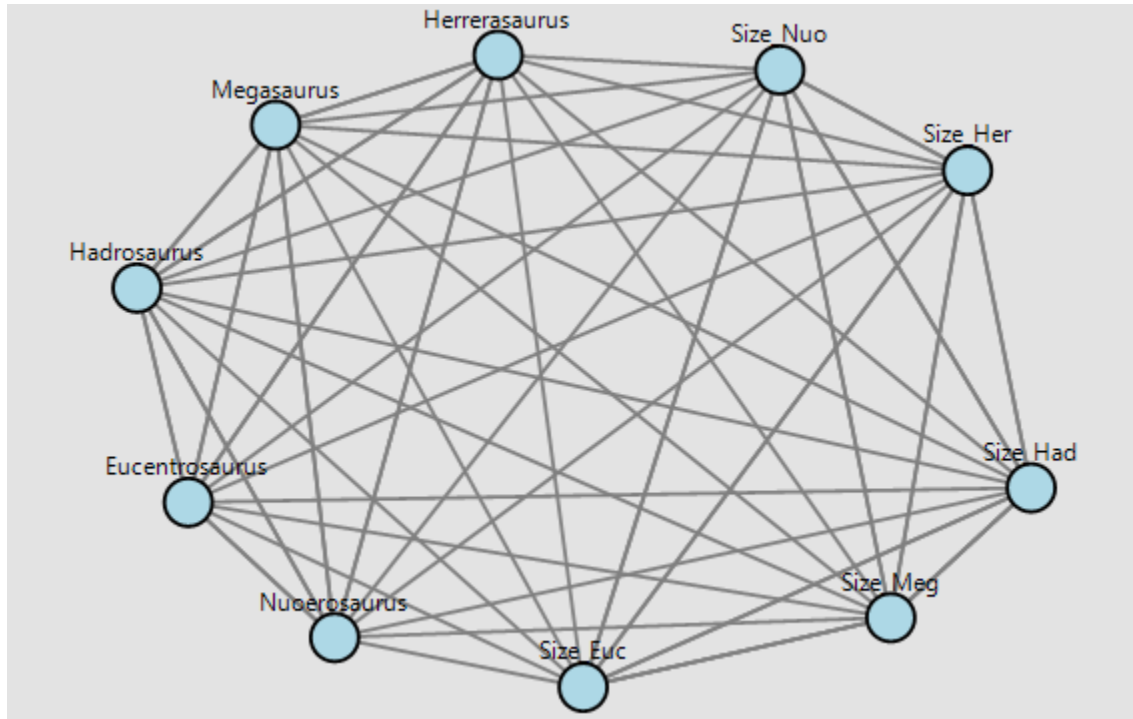 Herrerasaurus
Size_Nuo
Megasaurus
Size_Her
Hadrosaurus
Size_Had
Eucentrosaurus
Size_Meg
Nuoerosaurus
Size_Euc